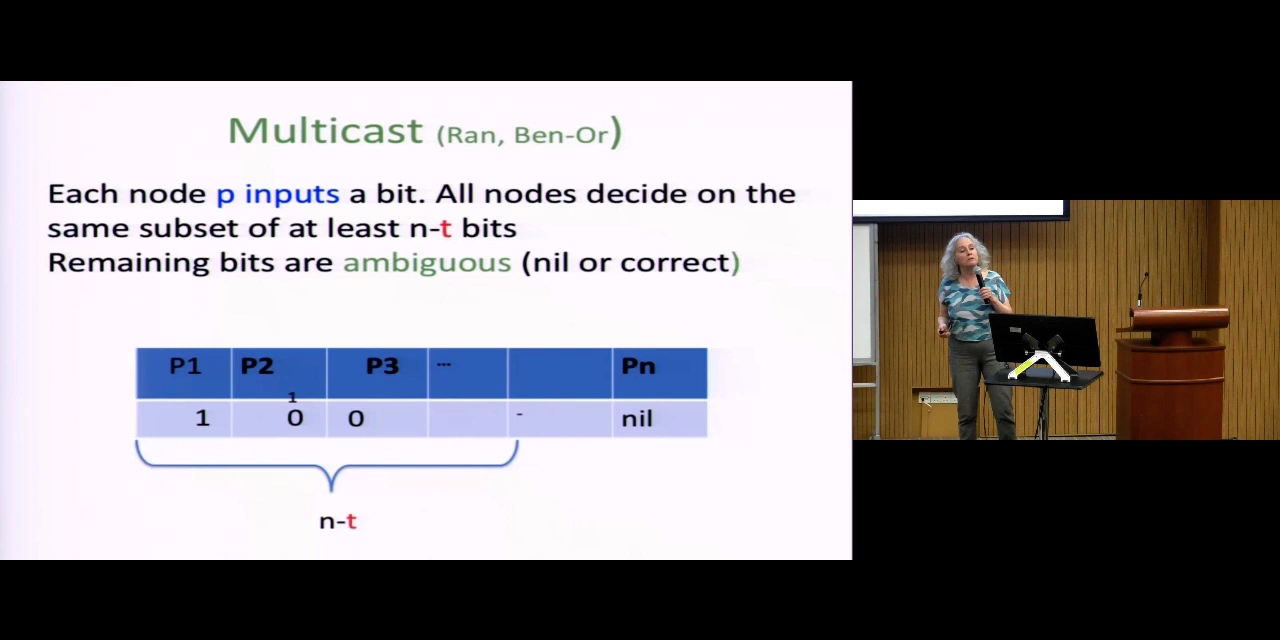 Multicast (Ran, Ben-Or)
Each node p inputs a bit. All nodes decide on the
same subset of at least n-t bits
Remaining bits are ambiguous (nil or correct)
P1 P2 P3 ... Pn
1
1 0 0 - nil
n-t